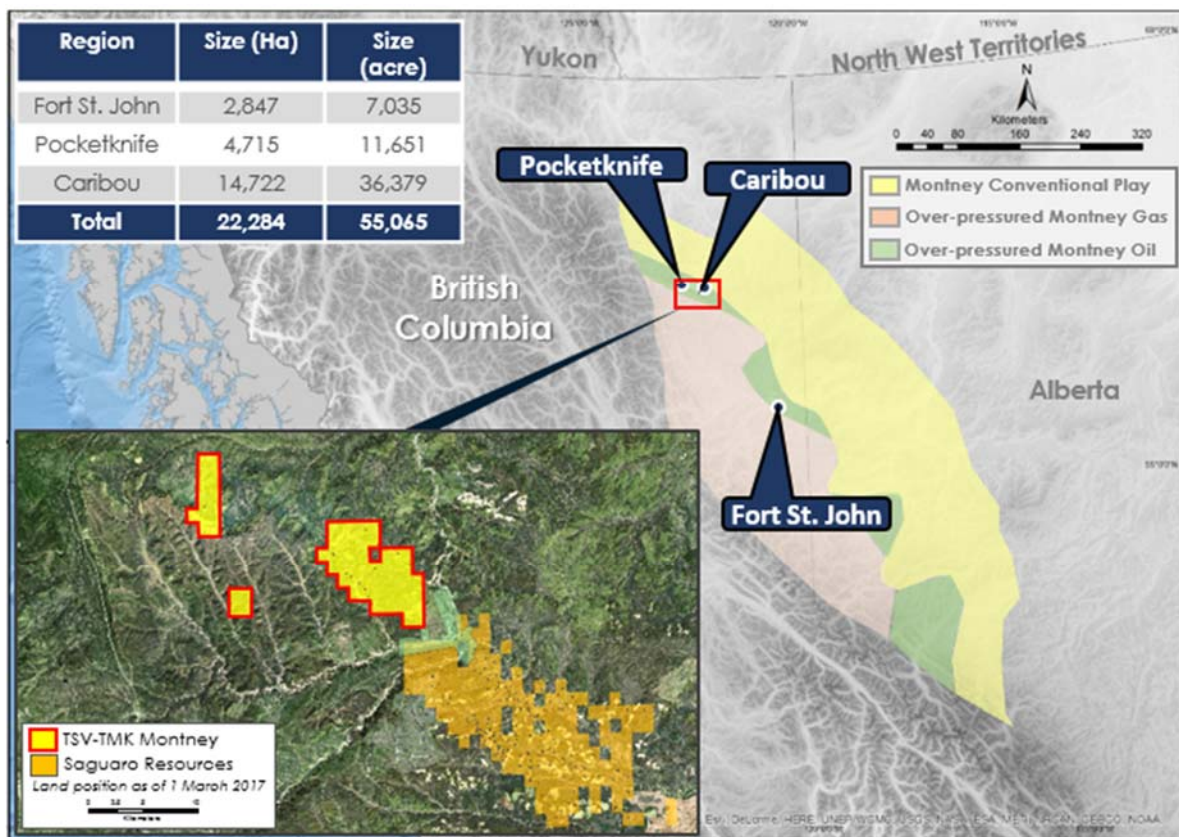 Region Size (Ha) Size (acre)
Fort St. John 2,847 7,035
Pocketknife 4,715 11,651
Caribou 14,722 36,379
Total 22,284 55,065
Yukon
North West Territories
N
Kilometers
0 40 80 160 240 320
Montney Conventional Play
Over-pressured Montney Gas
Over-pressured Montney Oil
Pocketknife
Caribou
British
Columbia
Alberta
Fort St. John
TSV-TMK Montney
Saguaro Resources
Land position as of 1 March 2017
Kilometers